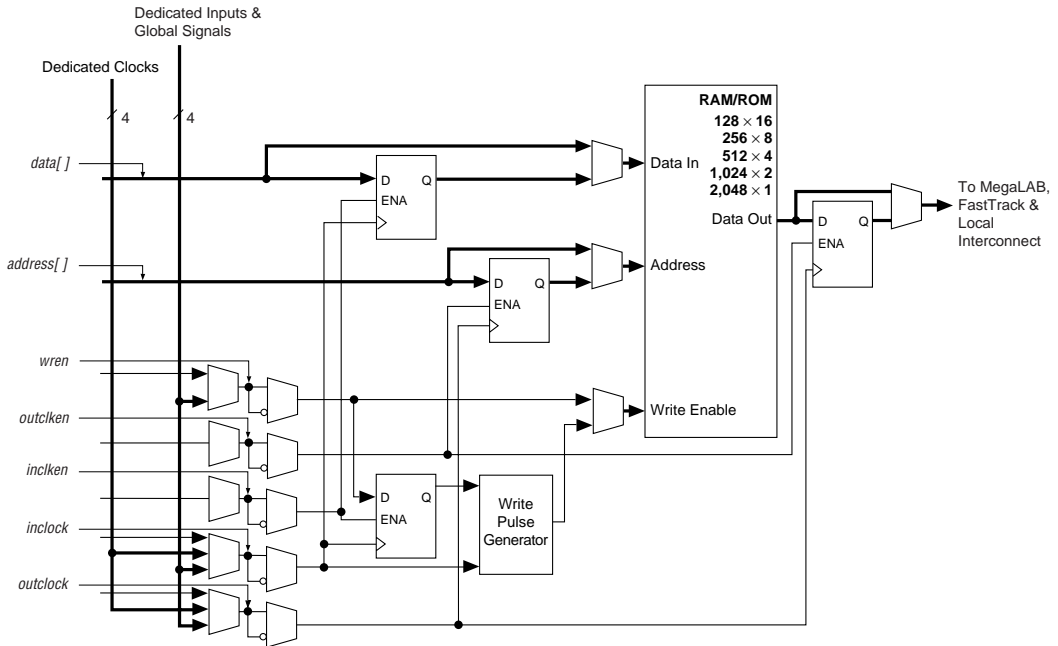 Dedicated Inputs &
Global Signals
Dedicated Clocks
4
4
RAM/ROM
128 × 16
256 × 8
512 × 4
1,024 × 2
2,048 × 1
data[ ]
D
Q
ENA
Data In
Data Out
D
Q
ENA
To MegaLAB,
FastTrack &
Local
Interconnect
address[ ]
D
Q
ENA
Address
wren
Write Enable
outclken
inclken
D
Q
ENA
Write
Pulse
Generator
inclock
outclock